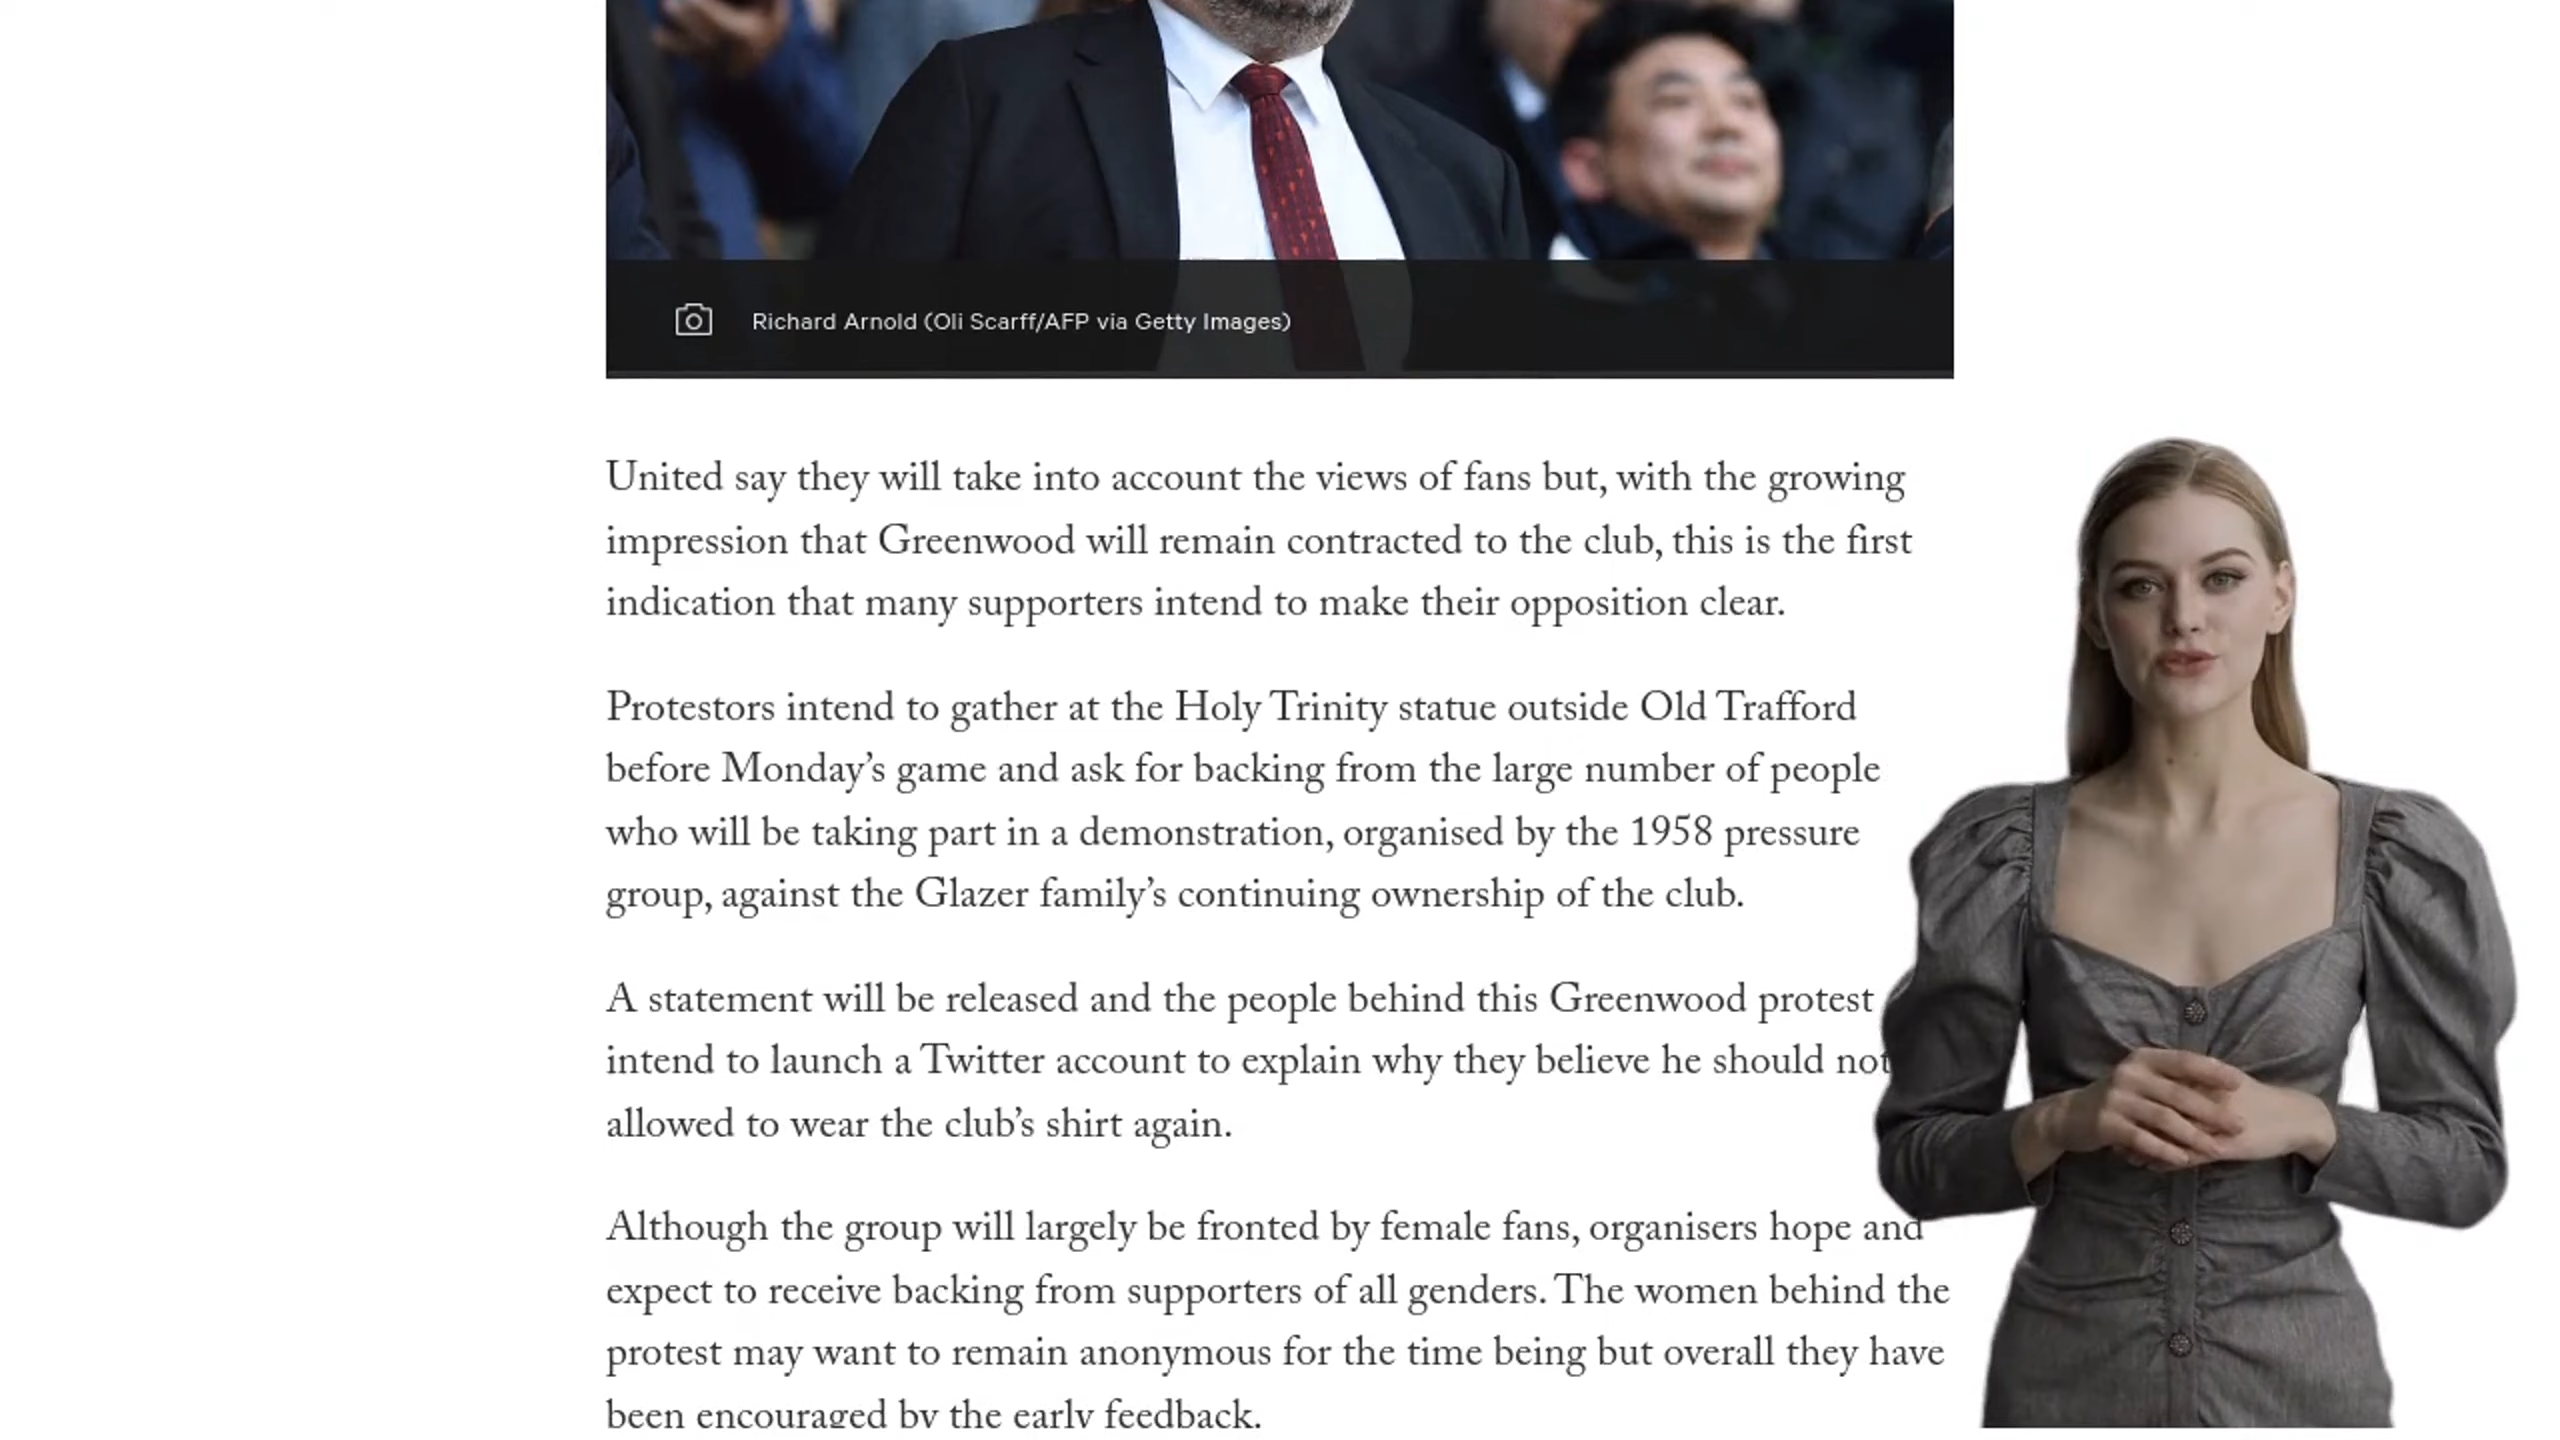 Richard Arnold (Oli Scarff/AFP via Getty Images)
United say they will take into account the views of fans but, with the growing
impression that Greenwood will remain contracted to the club, this is the first
indication that many supporters intend to make their opposition clear.
Protestors intend to gather at the Holy Trinity statue outside Old Trafford
before Monday’s game and ask for backing from the large number of people
who will be taking part in a demonstration, organised by the 1958 pressure
group, against the Glazer family’s continuing ownership of the club.
A statement will be released and the people behind this Greenwood protest
intend to launch a Twitter account to explain why they believe he should not
allowed to wear the club’s shirt again.
Although the group will largely be fronted by female fans, organisers hope and
expect to receive backing from supporters of all genders. The women behind the
protest may want to remain anonymous for the time being but overall they have
been encouraged by the early feedback.